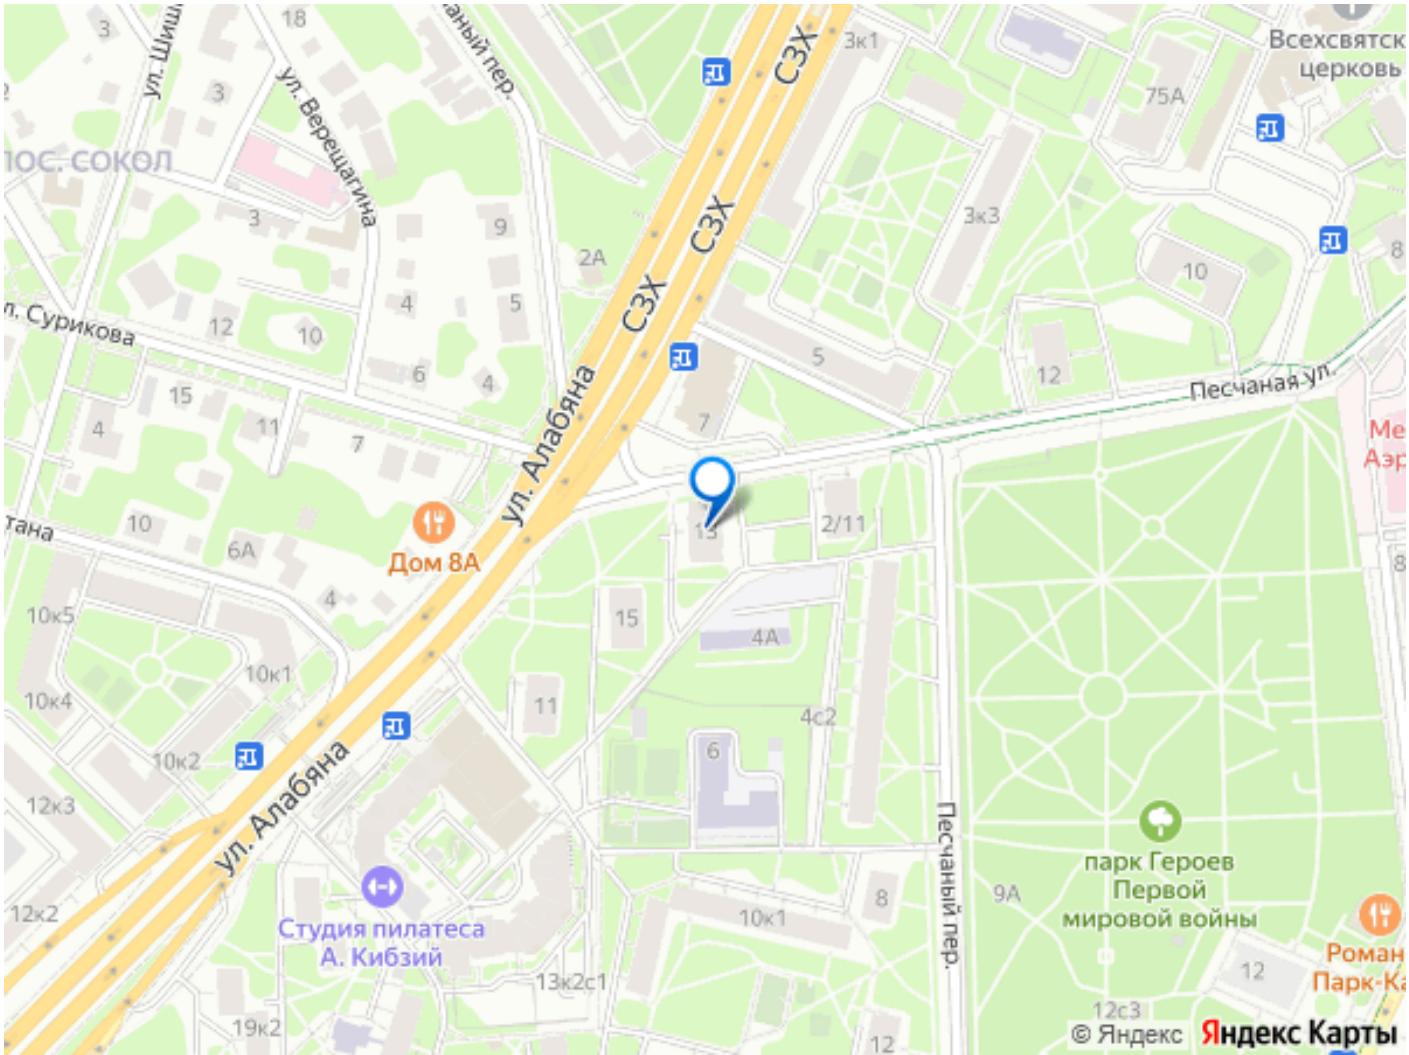 18
ул. Шиш
3
3
ул. Верещагина
чаный пер.
СЗХ
3к1
Всехсвятск
церковь
75А
ПОС. СОКОЛ
3
9
2А
СЗХ
3к3
8
10
4
5
СЗХ
л. Сурикова
12
10
6
4
5
12
Песчаная ул.
15
4
11
7
7
ул. Алабяна
Ме
Аэр
тана
10
6А
Дом 8А
13
2/11
8
4
10к5
15
4А
10к1
10к4
11
4с2
10к2
6
12к3
ул. Алабяна
Песчаный пер.
парк Героев
Первой
мировой войны
9А
12к2
Студия пилатеса
А. Кибзий
10к1
8
Роман
Парк-Ка
12
13к2с1
19к2
12с3
12
© Яндекс Яндекс Карты